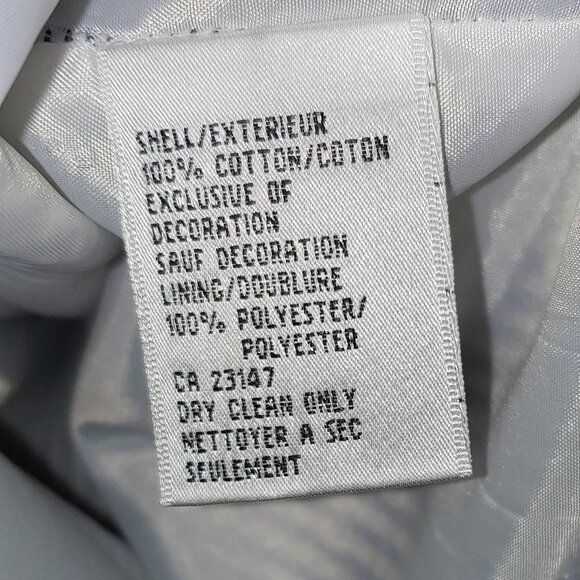 SHELL/EXTERIEUR
100% COTTON/COTON
EXCLUSIVE OF
DECORATION
SAUF DECORATION
LINING/DOUBLURE
100% POLYESTER/
POLYESTER
CA 23147
DRY CLEAN ONLY
NETTOYER A SEC
SEULEMENT